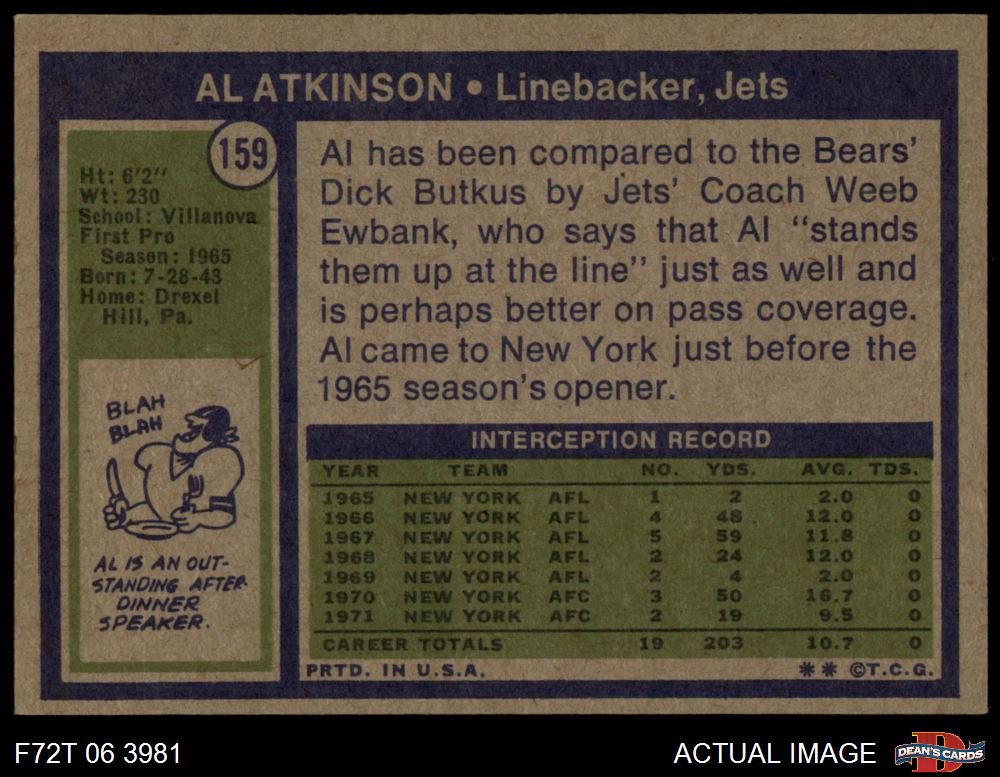 AL ATKINSON • Linebacker, Jets
159
Ht: 6'2"
Wt: 230
School: Villanova
First Pro
Season: 1965
Born: 7-28-43
Home: Drexel
Hill, Pa.
BLAH
BLAH
AL IS AN OUT-
STANDING AFTER-
DINNER
SPEAKER.
Al has been compared to the Bears'
Dick Butkus by Jets' Coach Weeb
Ewbank, who says that Al "stands
them up at the line" just as well and
is perhaps better on pass coverage.
Al came to New York just before the
1965 season's opener.
INTERCEPTION RECORD
YEAR TEAM NO. YDS. AVG. TDS.
1965 NEW YORK AFL 1 2 2.0 0
1966 NEW YORK AFL 4 48 12.0 0
1967 NEW YORK AFL 5 59 11.8 0
1968 NEW YORK AFL 2 24 12.0 0
1969 NEW YORK AFL 2 4 2.0 0
1970 NEW YORK AFC 3 50 16.7 0
1971 NEW YORK AFC 2 19 9.5 0
CAREER TOTALS 19 203 10.7 0
PRTD. IN U.S.A. ** ©T.C.G.
F72T 06 3981 ACTUAL IMAGE D DEAN'S CARDS